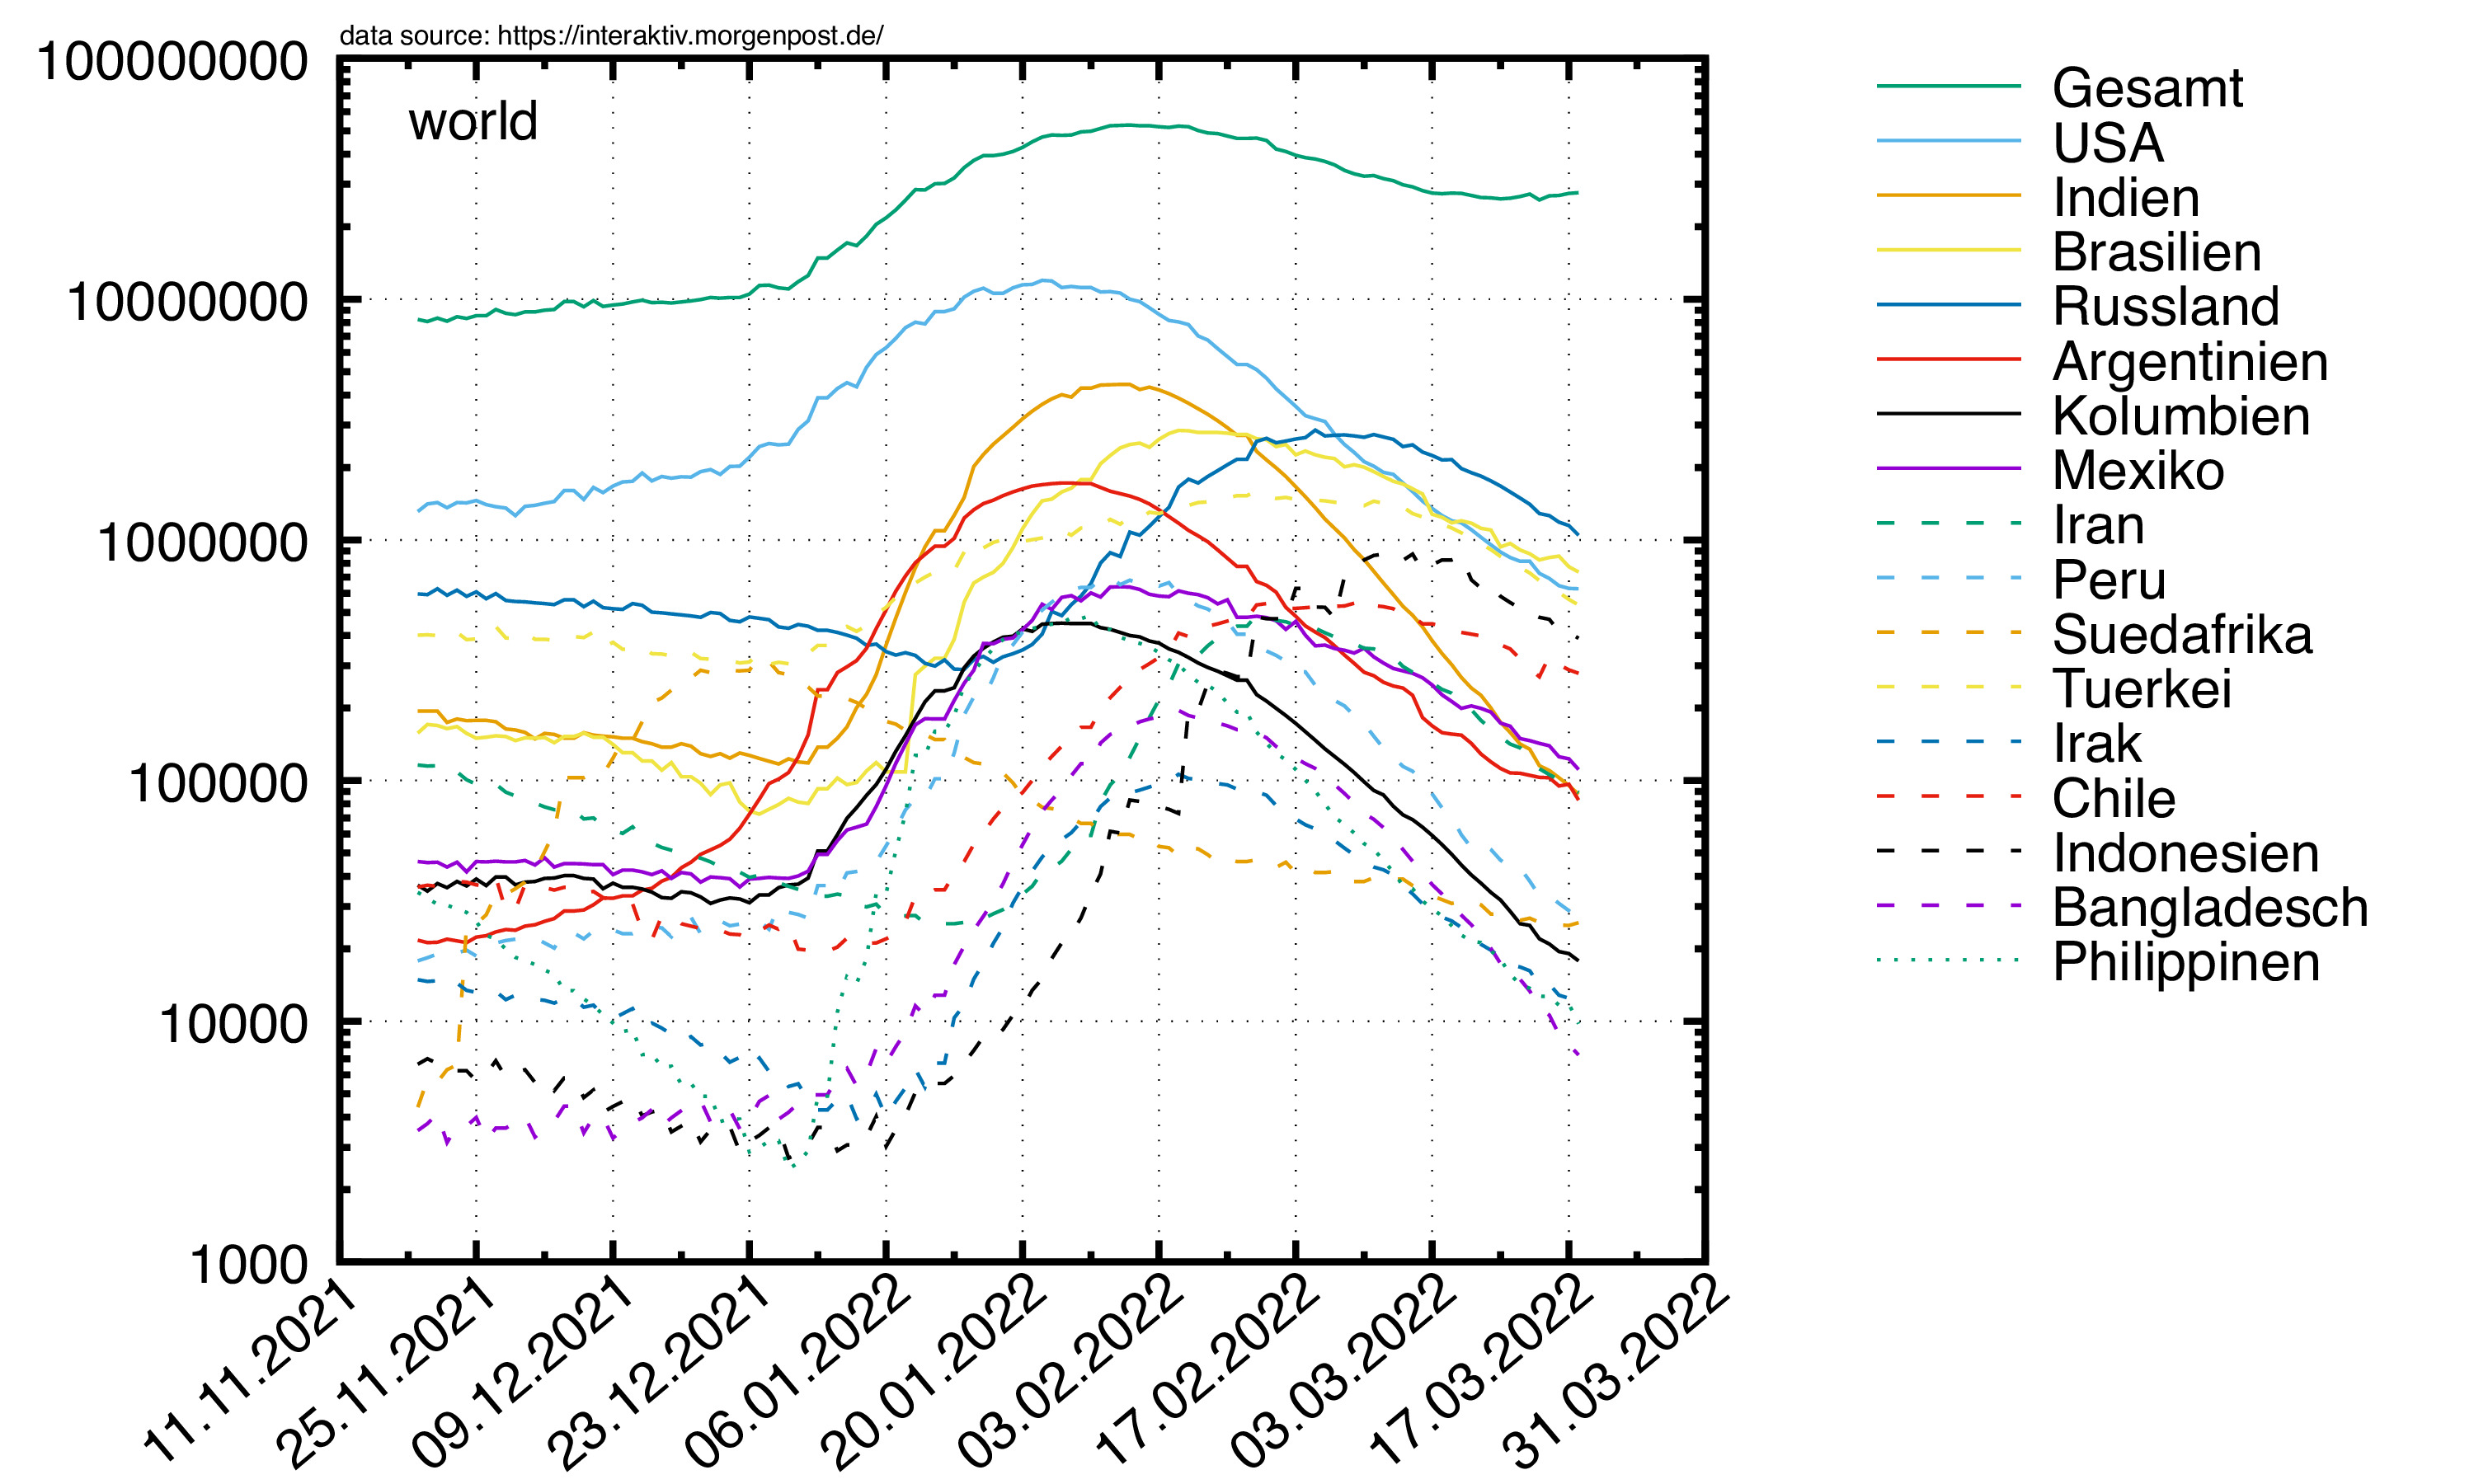 data source: https://interaktiv.morgenpost.de/
world
100000000
10000000
1000000
100000
10000
1000
11.11.2021
25.11.2021
09.12.2021
23.12.2021
06.01.2022
20.01.2022
03.02.2022
17.02.2022
03.03.2022
17.03.2022
31.03.2022
Gesamt
USA
Indien
Brasilien
Russland
Argentinien
Kolumbien
Mexiko
Iran
Peru
Suedafrika
Tuerkei
Irak
Chile
Indonesien
Bangladesch
Philippinen